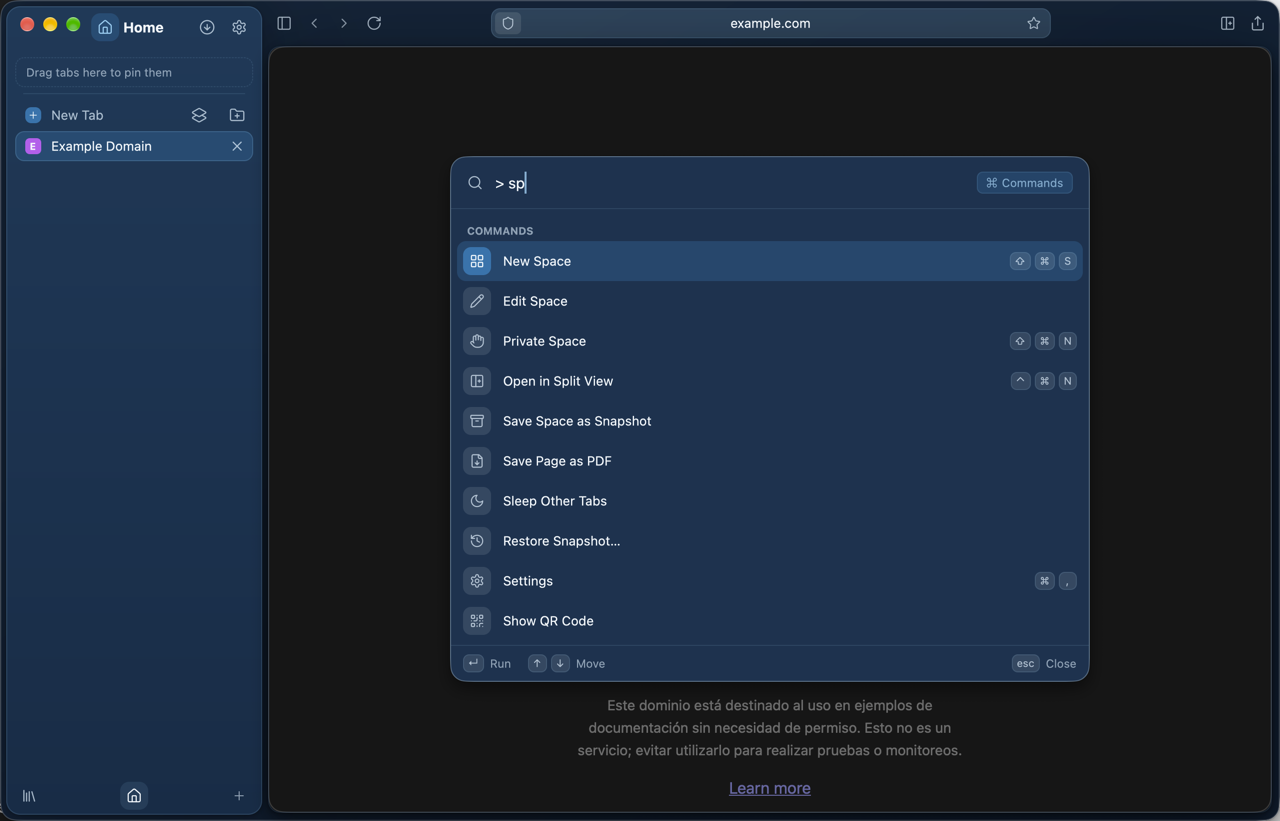 Home
example.com
Drag tabs here to pin them
New Tab
E Example Domain
> sp
⌘ Commands
COMMANDS
New Space ⇧ ⌘ S
Edit Space
Private Space ⇧ ⌘ N
Open in Split View ^ ⌘ N
Save Space as Snapshot
Save Page as PDF
Sleep Other Tabs
Restore Snapshot...
Settings ⌘ ,
Show QR Code
↵ Run ↑ ↓ Move esc Close
Este dominio está destinado al uso en ejemplos de
documentación sin necesidad de permiso. Esto no es un
servicio; evitar utilizarlo para realizar pruebas o monitoreos.
Learn more